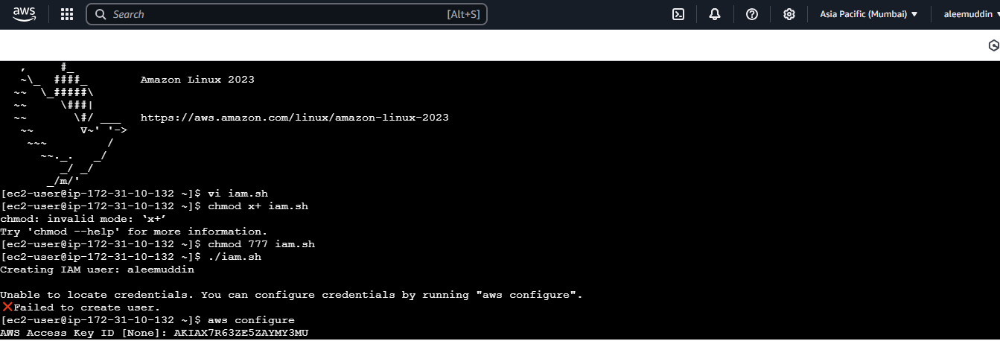 aws
Search [Alt+S] Asia Pacific (Mumbai) aleemuddin
, #_
~\_ ####_ Amazon Linux 2023
~~ \_#####\
~~ \###|
~~ \#/ ___ https://aws.amazon.com/linux/amazon-linux-2023
~~ V~' '->
~~~ /
~~._. _/
_/ _/
_/m/'
[ec2-user@ip-172-31-10-132 ~]$ vi iam.sh
[ec2-user@ip-172-31-10-132 ~]$ chmod x+ iam.sh
chmod: invalid mode: ‘x+’
Try 'chmod --help' for more information.
[ec2-user@ip-172-31-10-132 ~]$ chmod 777 iam.sh
[ec2-user@ip-172-31-10-132 ~]$ ./iam.sh
Creating IAM user: aleemuddin
Unable to locate credentials. You can configure credentials by running "aws configure".
❌Failed to create user.
[ec2-user@ip-172-31-10-132 ~]$ aws configure
AWS Access Key ID [None]: AKIAX7R63ZE5ZAYMY3MU